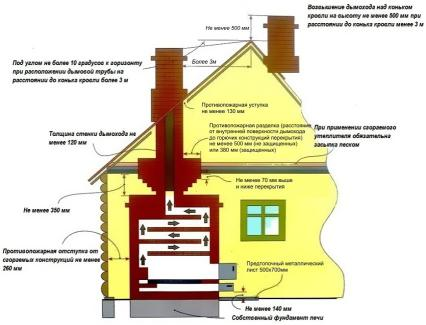 Возвышение дымохода над коньком
кровли на высоту не менее 500 мм при
расстоянии до конька кровли менее 3 м
Не менее 500 мм
Под углом не более 10 градусов к горизонту
при расположении дымовой трубы на
расстоянии до конька кровли более 3 м
Более 3м
Противопожарная уступка
не менее 130 мм
Толщина стенки дымохода не
менее 120 мм
Противопожарная разделка (расстояние
от внутренней поверхности дымохода
до горючих конструкций перекрытия)
не менее 500 мм (не защищенных)
или 380 мм (защищенных)
При применении сгораемого
утеплителя обязательна
засыпка песком
Не менее 70 мм выше
и ниже перекрытия
Не менее 350 мм
Противопожарная отступка от
сгораемых конструкций не менее
260 мм
Предтопочный металлический
лист 500х700мм
Не менее 140 мм
Собственный фундамент печи